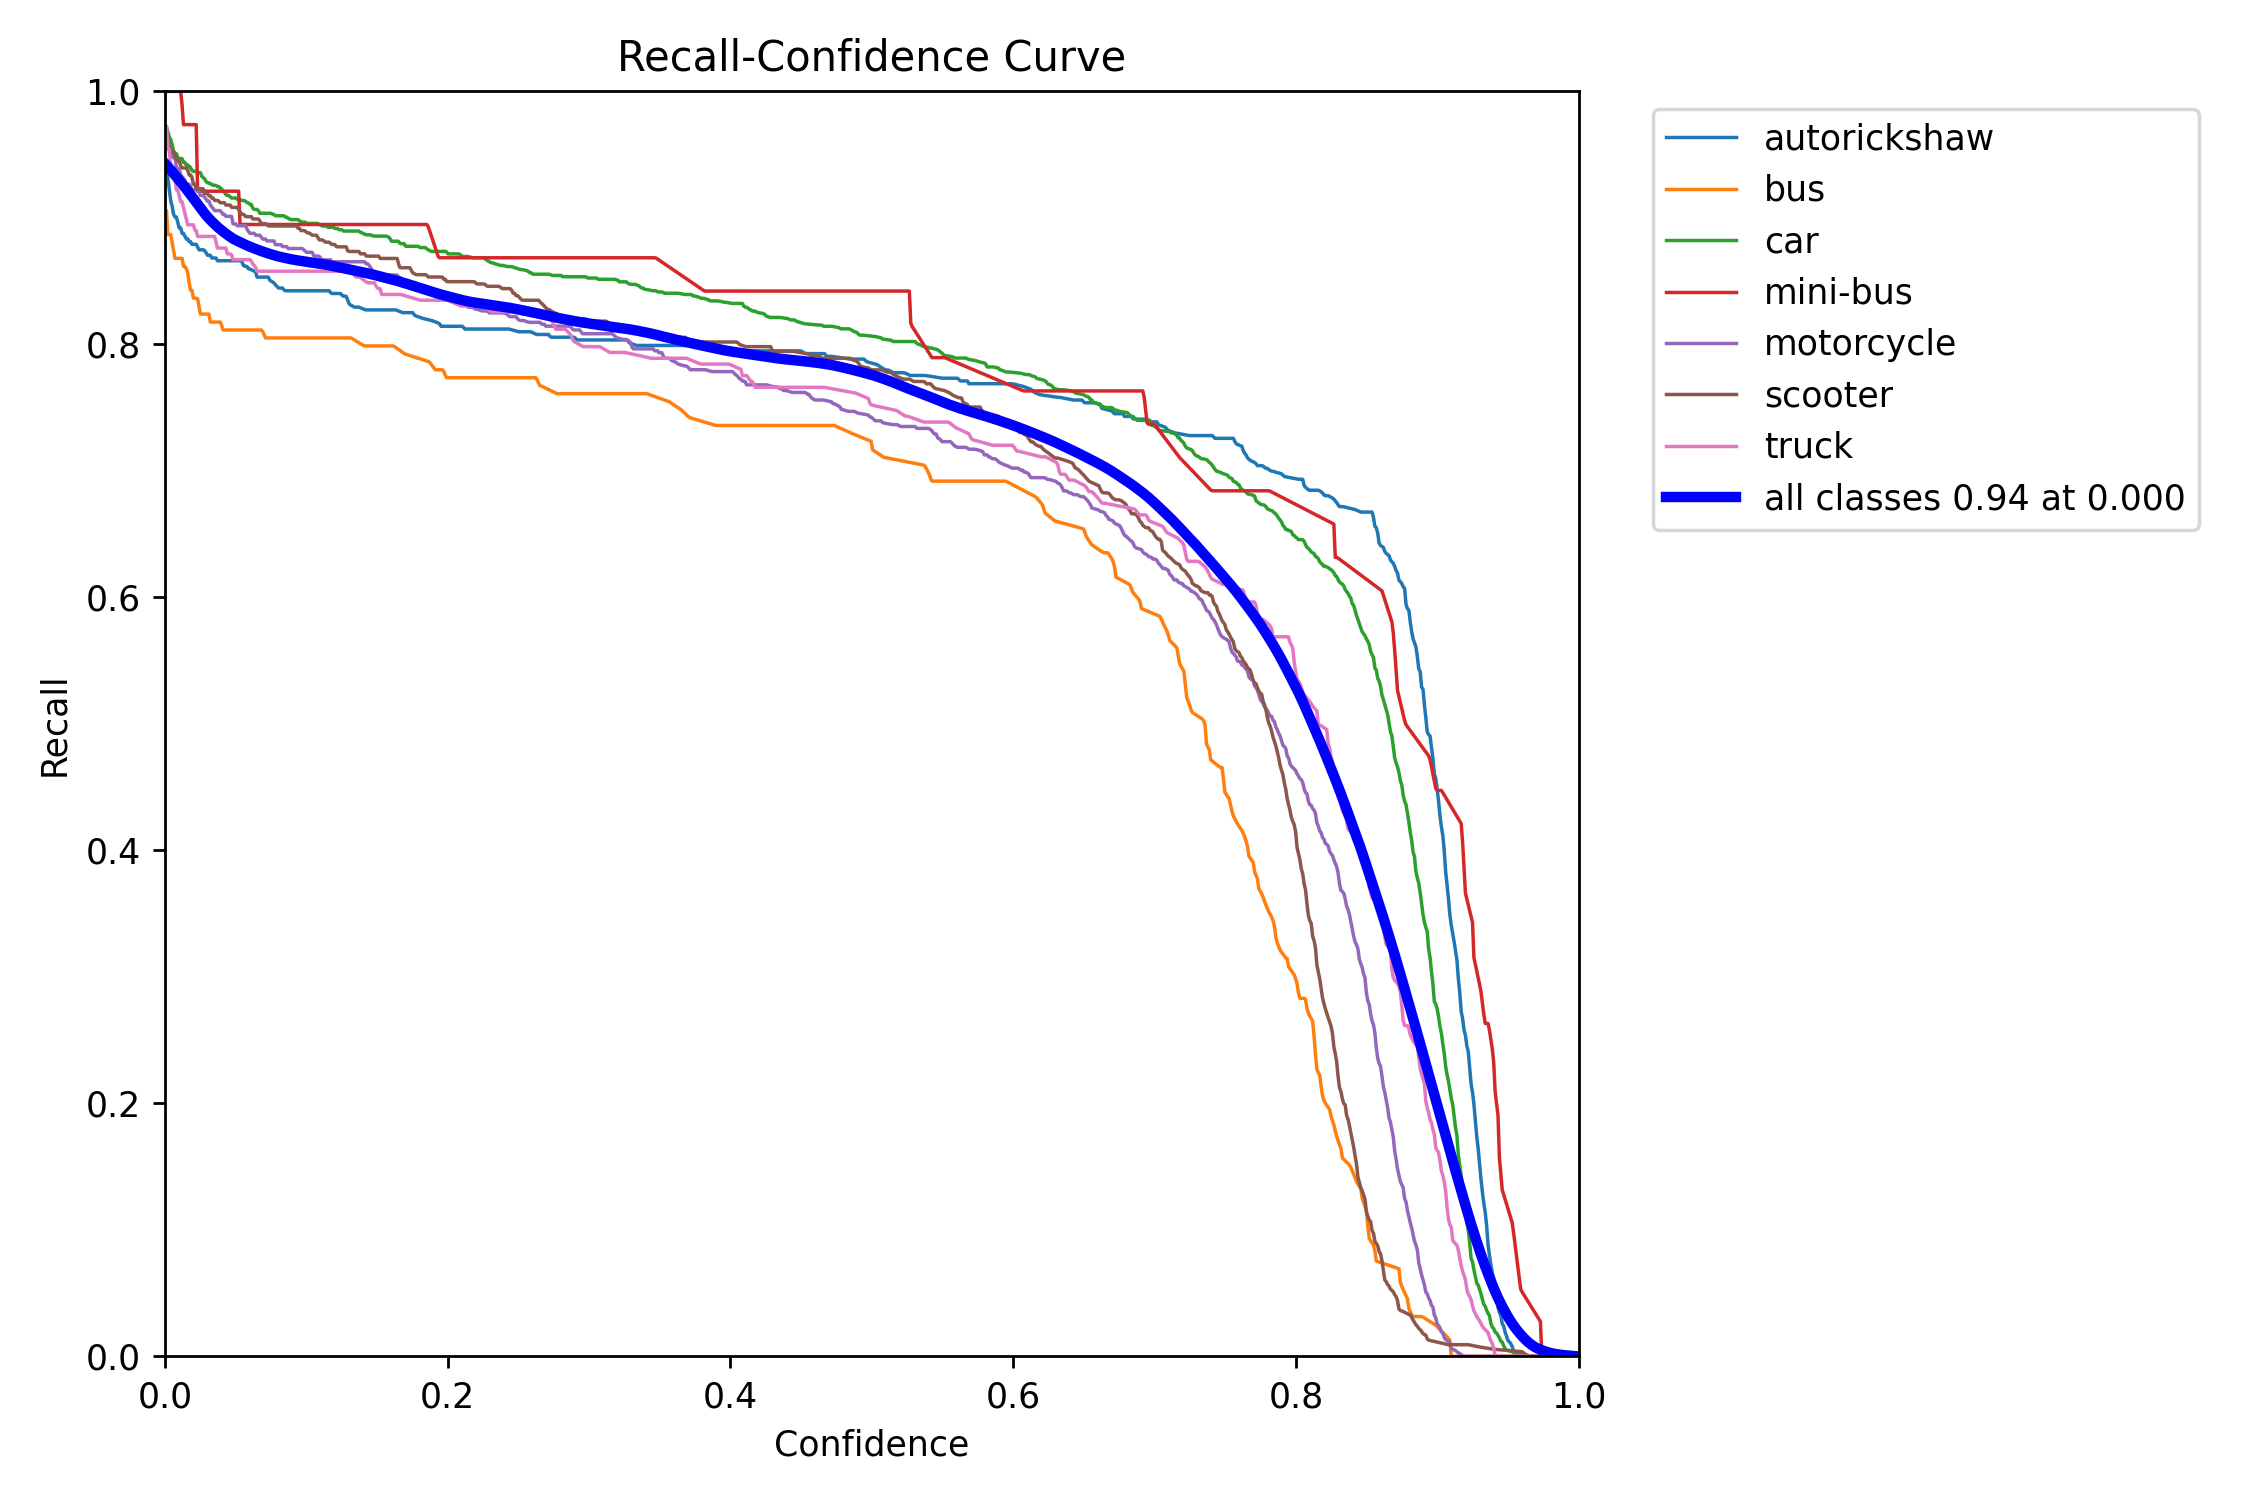 Recall-Confidence Curve
1.0
0.8
0.6
0.4
0.2
0.0
Recall
0.0 0.2 0.4 0.6 0.8 1.0
Confidence
autorickshaw
bus
car
mini-bus
motorcycle
scooter
truck
all classes 0.94 at 0.000